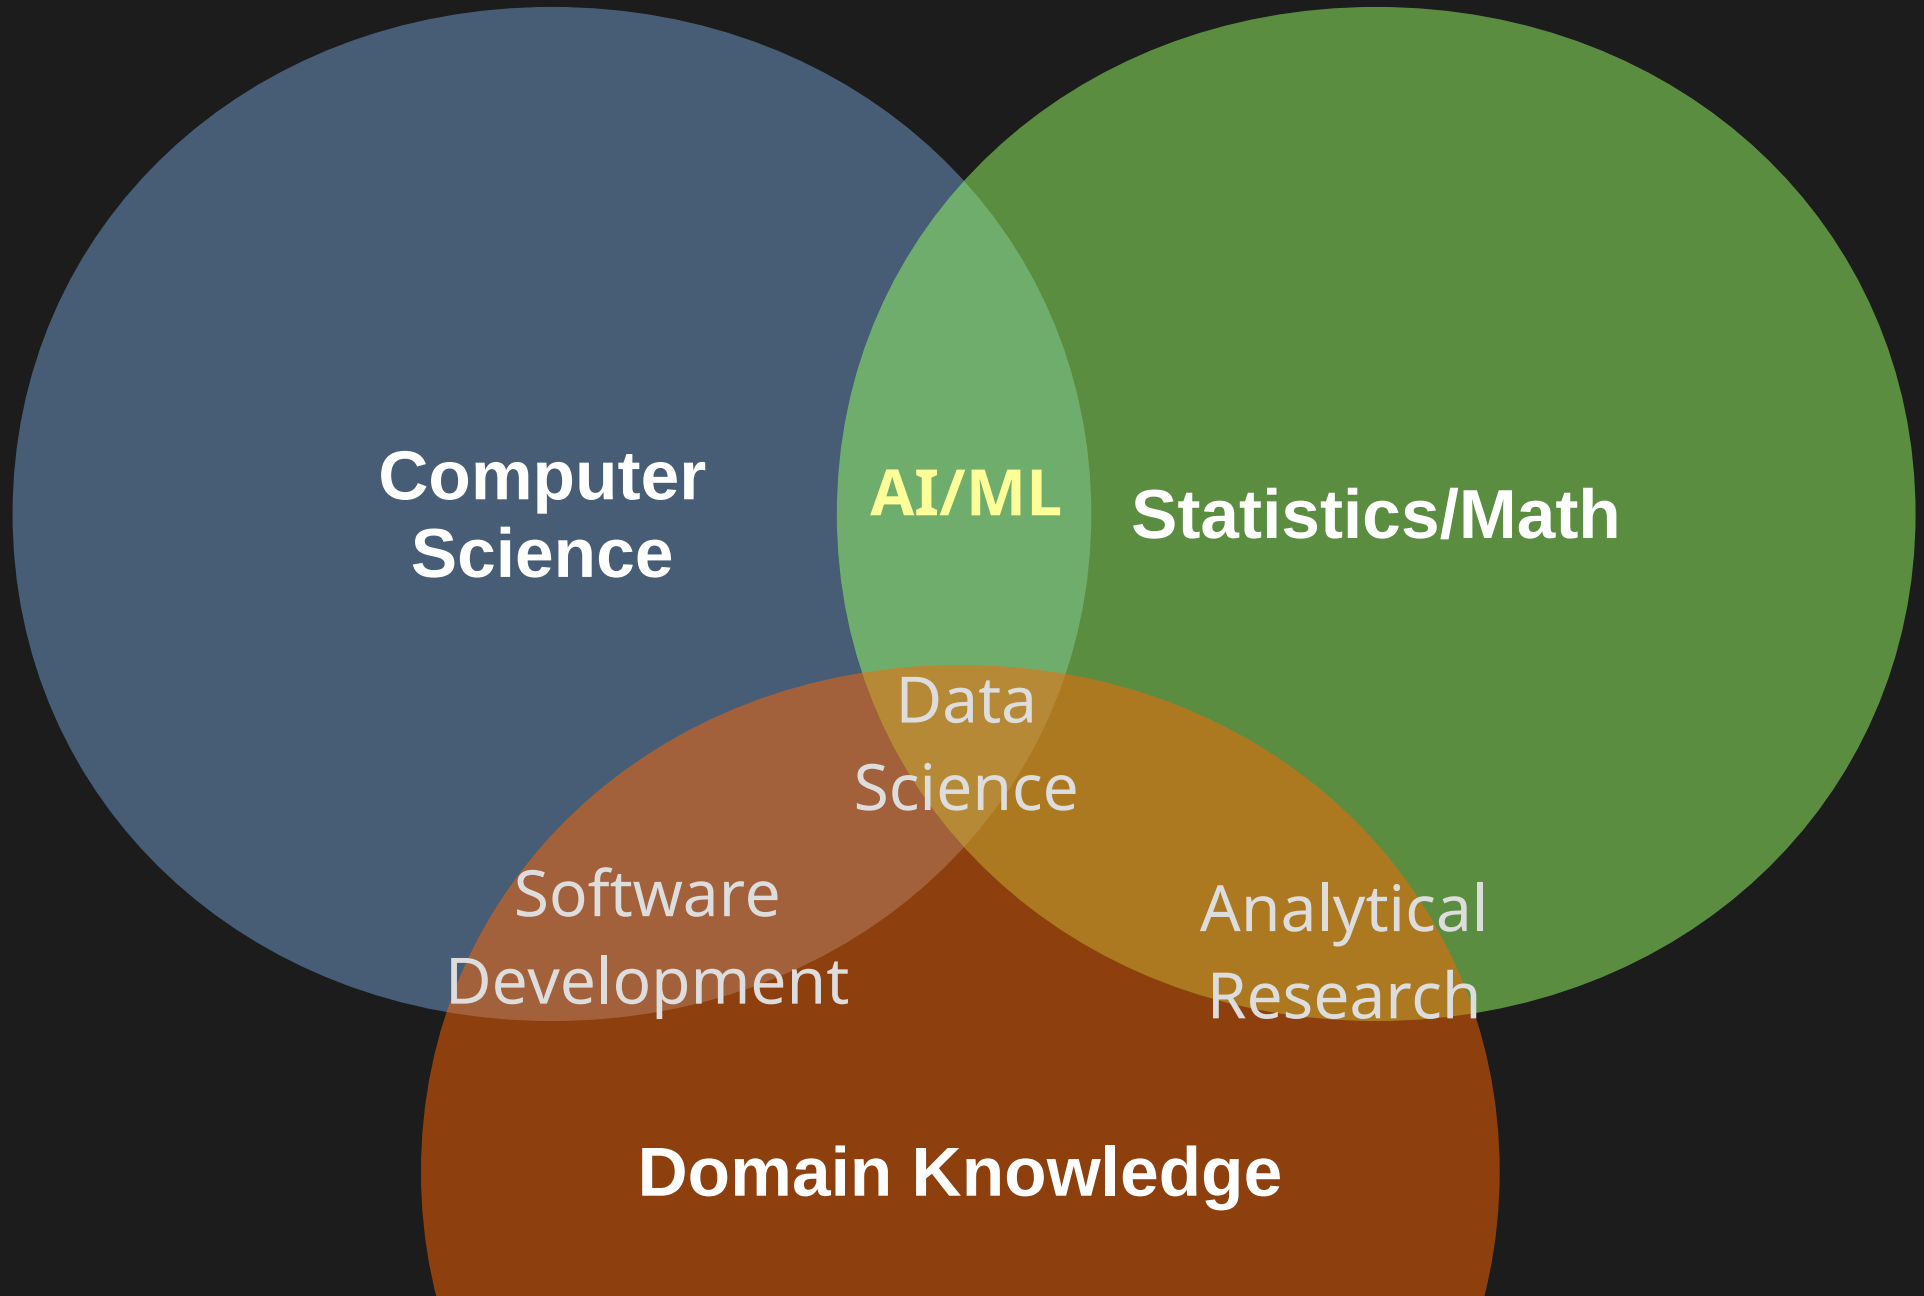 Computer
Science
AI/ML
Statistics/Math
Data
Science
Software
Development
Analytical
Research
Domain Knowledge